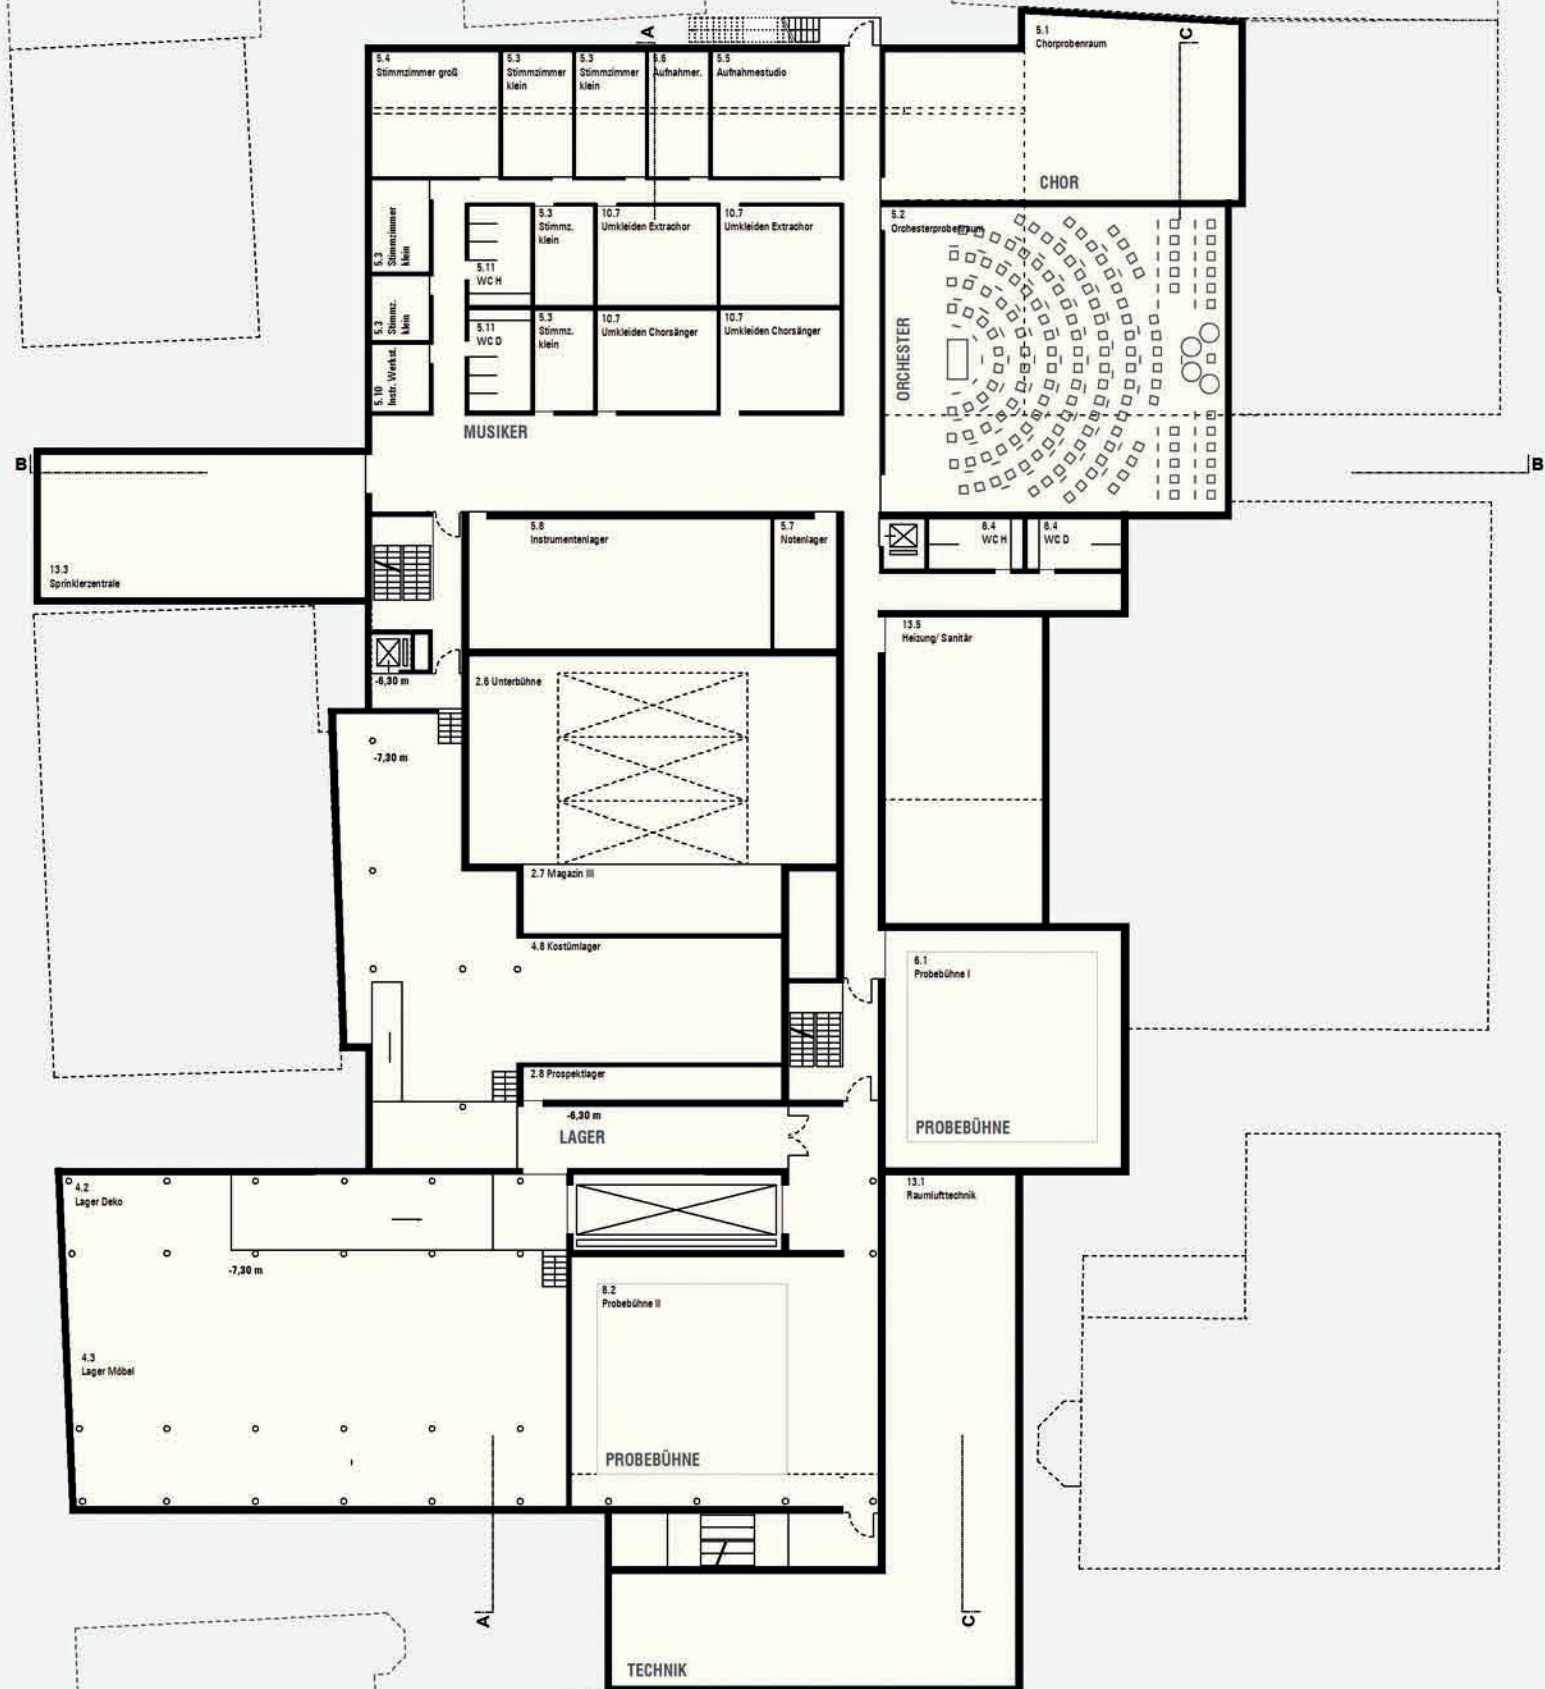 A
C
5.1
Chorprobenraum
5.4
Stimmzimmer groß
5.3
Stimmzimmer
klein
5.3
Stimmzimmer
klein
5.6
Aufnahmer.
5.5
Aufnahmestudio
CHOR
5.3
Stimmzimmer
klein
5.3
Stimmz.
klein
10.7
Umkleiden Extrachor
10.7
Umkleiden Extrachor
5.2
Orchesterprobenraum
5.11
WC H
5.3
Stimmz.
klein
5.11
WC D
5.3
Stimmz.
klein
10.7
Umkleiden Chorsänger
10.7
Umkleiden Chorsänger
ORCHESTER
5.10
Instr. Werkst.
MUSIKER
B
B
13.3
Sprinklerzentrale
5.8
Instrumentenlager
5.7
Notenlager
6.4
WC H
6.4
WC D
13.5
Heizung/ Sanitär
-6,30 m
2.6 Unterbühne
-7,30 m
2.7 Magazin III
4.8 Kostümlager
6.1
Probebühne I
2.8 Prospektlager
-6,30 m
LAGER
PROBEBÜHNE
4.2
Lager Deko
13.1
Raumlufttechnik
-7,30 m
6.2
Probebühne II
4.3
Lager Möbel
PROBEBÜHNE
A
C
TECHNIK